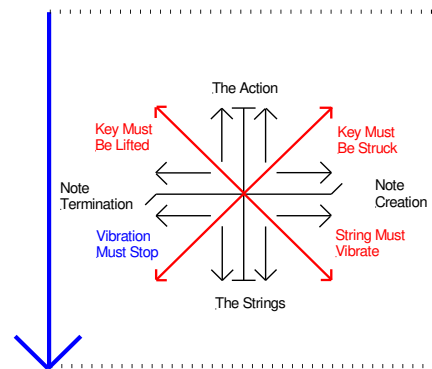 The Action
Key Must
Be Lifted
Key Must
Be Struck
Note
Termination
Note
Creation
Vibration
Must Stop
String Must
Vibrate
The Strings